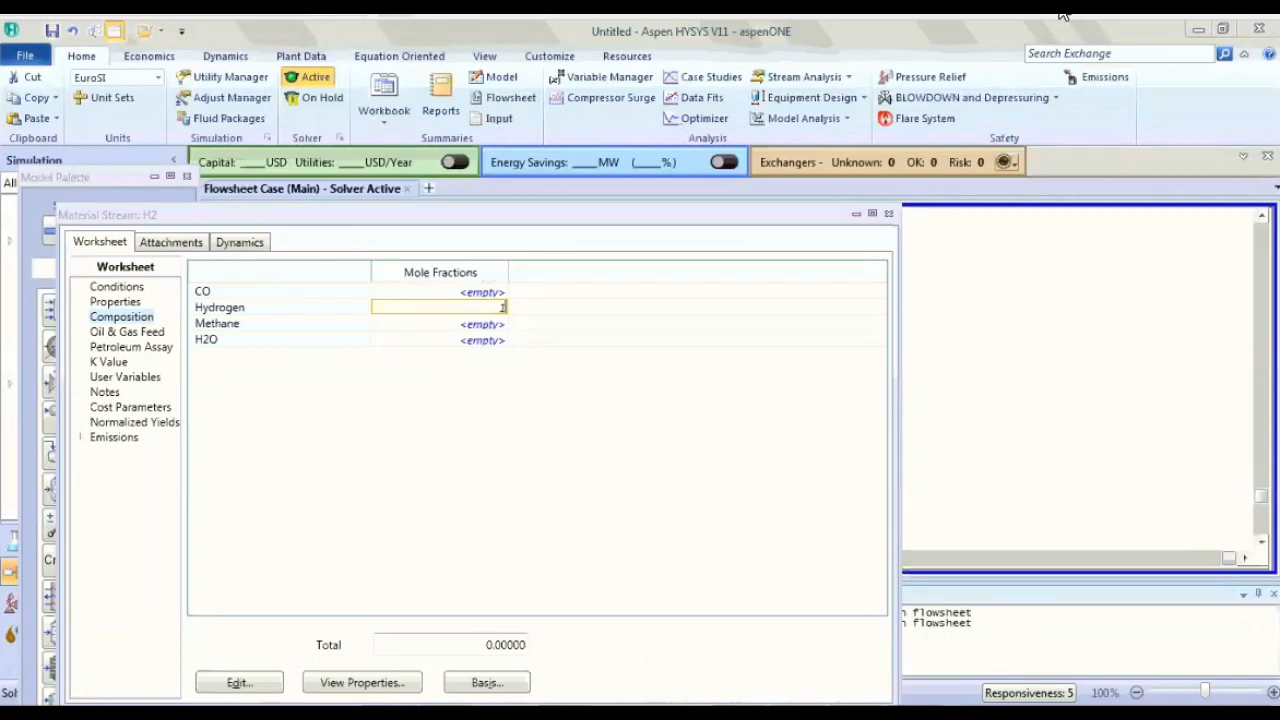 Untitled - Aspen HYSYS V11 - aspenONE
File Home Economics Dynamics Plant Data Equation Oriented View Customize Resources Search Exchange
Cut EuroSI Utility Manager Active Model Variable Manager Case Studies Stream Analysis Pressure Relief Emissions
Copy Unit Sets Adjust Manager On Hold Workbook Reports Flowsheet Compressor Surge Data Fits Equipment Design BLOWDOWN and Depressuring
Paste Fluid Packages Input Optimizer Model Analysis Flare System
Clipboard Units Simulation Solver Summaries Analysis Safety
Simulation Capital: ____ USD Utilities: ____ USD/Year Energy Savings: ____ MW (____%) Exchangers - Unknown: 0 OK: 0 Risk: 0
All Model Palette Flowsheet Case (Main) - Solver Active
Material Stream: H2
Worksheet Attachments Dynamics
Worksheet Mole Fractions
Conditions CO <empty>
Properties Hydrogen 1
Composition Methane <empty>
Oil & Gas Feed H2O <empty>
Petroleum Assay
K Value
User Variables
Notes
Cost Parameters
Normalized Yields
Emissions
n flowsheet
n flowsheet
Total 0.00000
Edit... View Properties... Basis...
Responsiveness: 5 100%